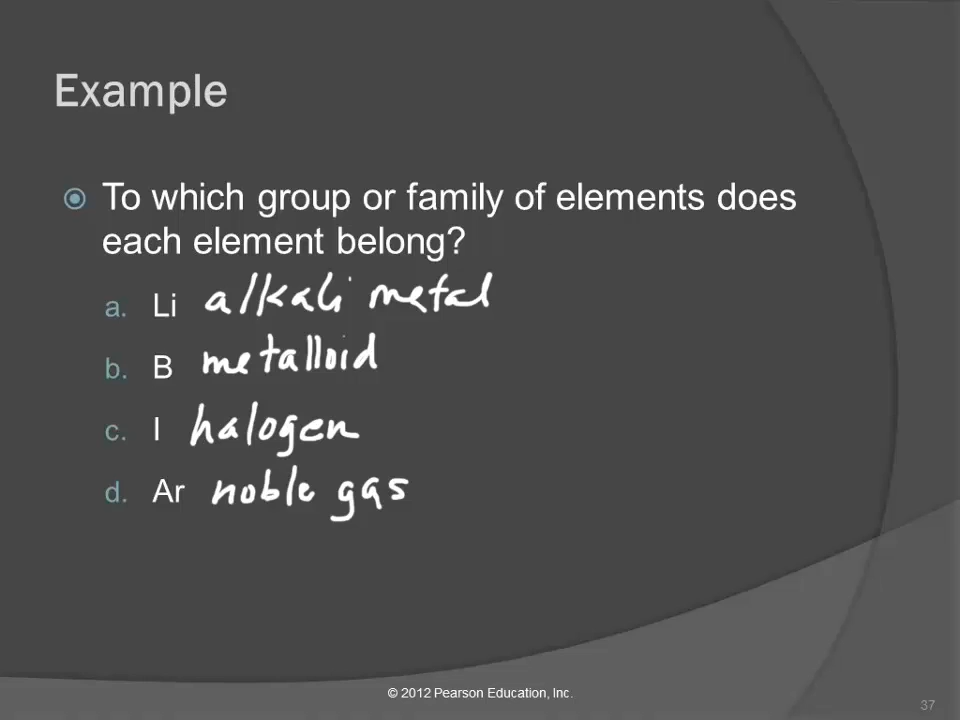 Example
To which group or family of elements does
each element belong?
a. Li alkali metal
b. B metalloid
c. I halogen
d. Ar noble gas
© 2012 Pearson Education, Inc.
37